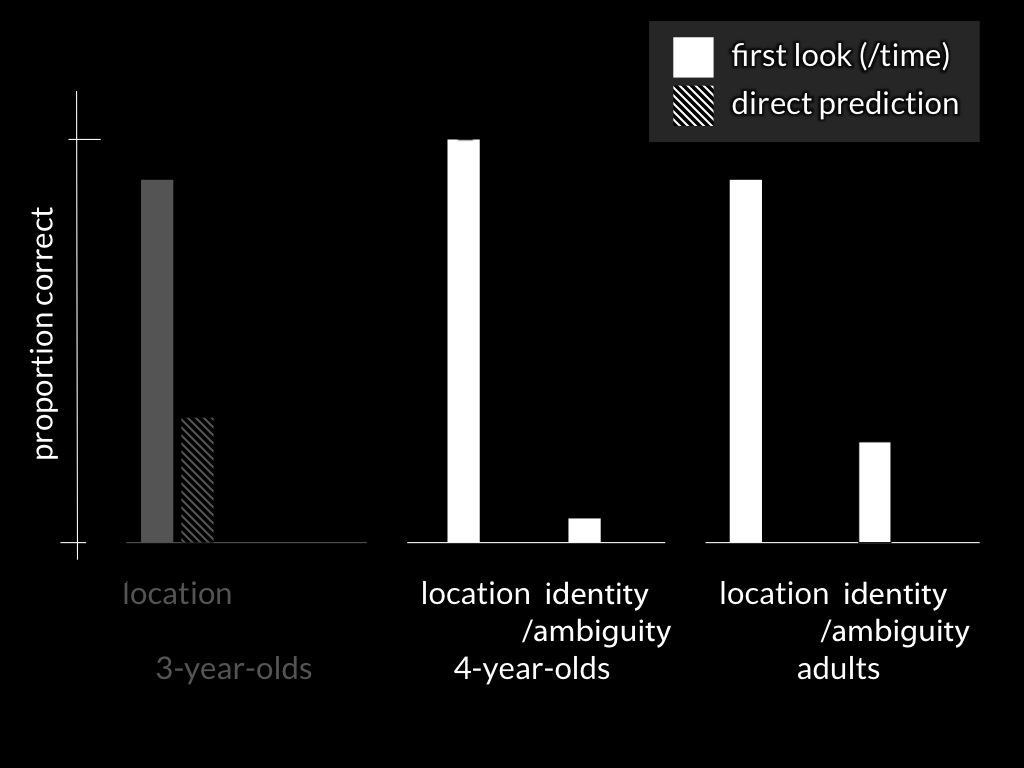 first look (/time)
direct prediction
proportion correct
location
location identity
/ambiguity
location identity
/ambiguity
3-year-olds
4-year-olds
adults